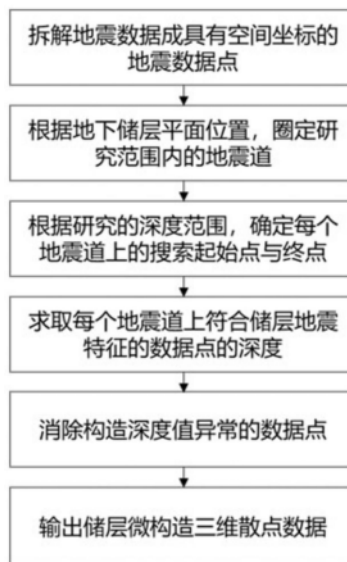 拆解地震数据成具有空间坐标的
地震数据点
根据地下储层平面位置，圈定研
究范围内的地震道
根据研究的深度范围，确定每个
地震道上的搜索起始点与终点
求取每个地震道上符合储层地震
特征的数据点的深度
消除构造深度值异常的数据点
输出储层微构造三维散点数据